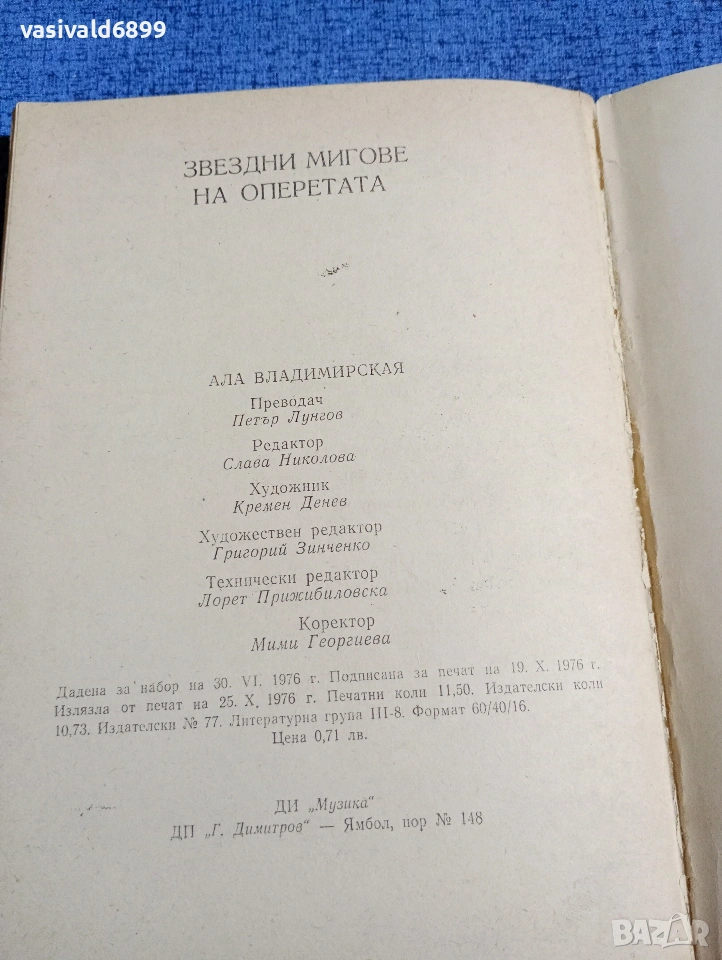 vasivald6899
ЗВЕЗДНИ МИГОВЕ
НА ОПЕРЕТАТА
АЛА ВЛАДИМИРСКАЯ
Преводач
Петър Лунгов
Редактор
Слава Николова
Художник
Кремен Денев
Художествен редактор
Григорий Зинченко
Технически редактор
Лорет Прижибиловска
Коректор
Мими Георгиева
Дадена за набор на 30. VI. 1976 г. Подписана за печат на 19. X. 1976 г.
Излязла от печат на 25. X. 1976 г. Печатни коли 11,50. Издателски коли
10,73. Издателски № 77. Литературна група III-8. Формат 60/40/16.
Цена 0,71 лв.
ДИ „Музика“
ДП „Г. Димитров“ — Ямбол, пор № 148
BAZAR